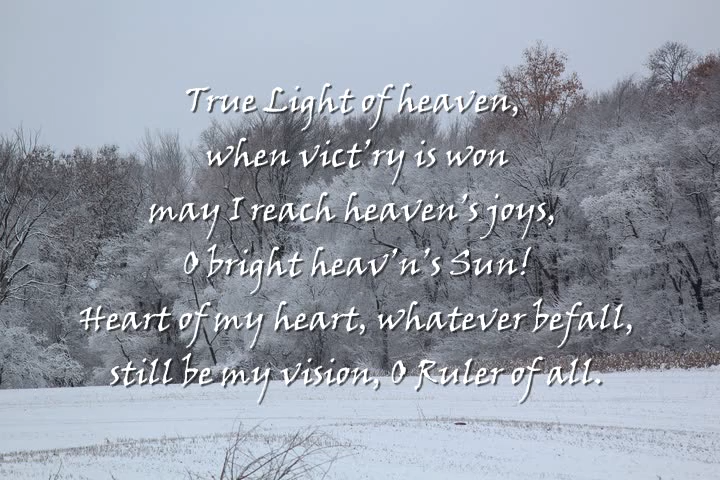 True Light of heaven,
when vict'ry is won
may I reach heaven's joys,
O bright heav'n's Sun!
Heart of my heart, whatever befall,
still be my vision, O Ruler of all.